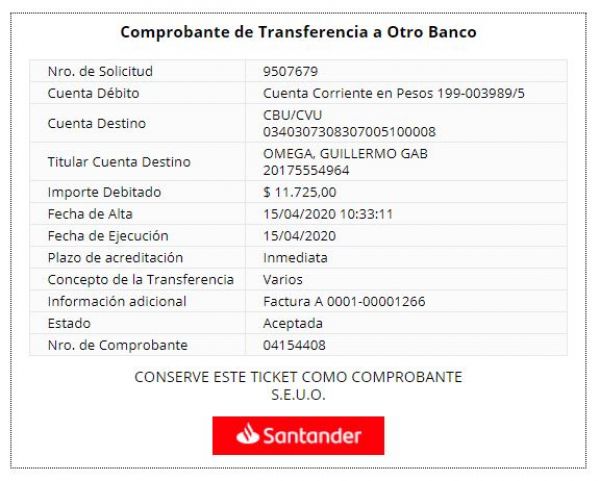 Comprobante de Transferencia a Otro Banco
Nro. de Solicitud 9507679
Cuenta Débito Cuenta Corriente en Pesos 199-003989/5
Cuenta Destino CBU/CVU
0340307308307005100008
Titular Cuenta Destino OMEGA, GUILLERMO GAB
20175554964
Importe Debitado $ 11.725,00
Fecha de Alta 15/04/2020 10:33:11
Fecha de Ejecución 15/04/2020
Plazo de acreditación Inmediata
Concepto de la Transferencia Varios
Información adicional Factura A 0001-00001266
Estado Aceptada
Nro. de Comprobante 04154408
CONSERVE ESTE TICKET COMO COMPROBANTE
S.E.U.O.
Santander